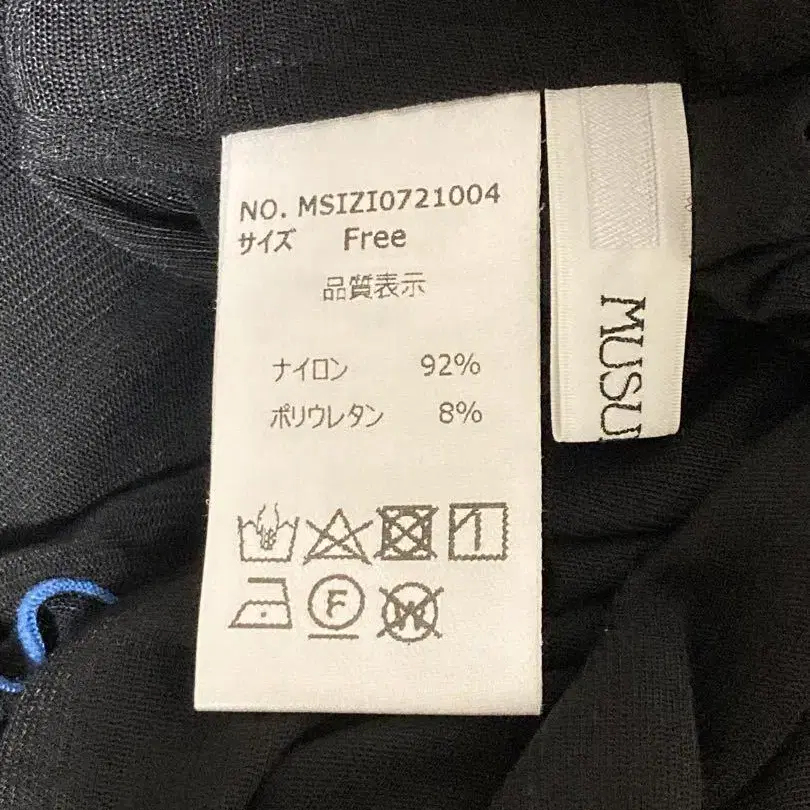 NO. MSIZI0721004
サイズ Free
品質表示
ナイロン 92%
ポリウレタン 8%
F
W
MUSU